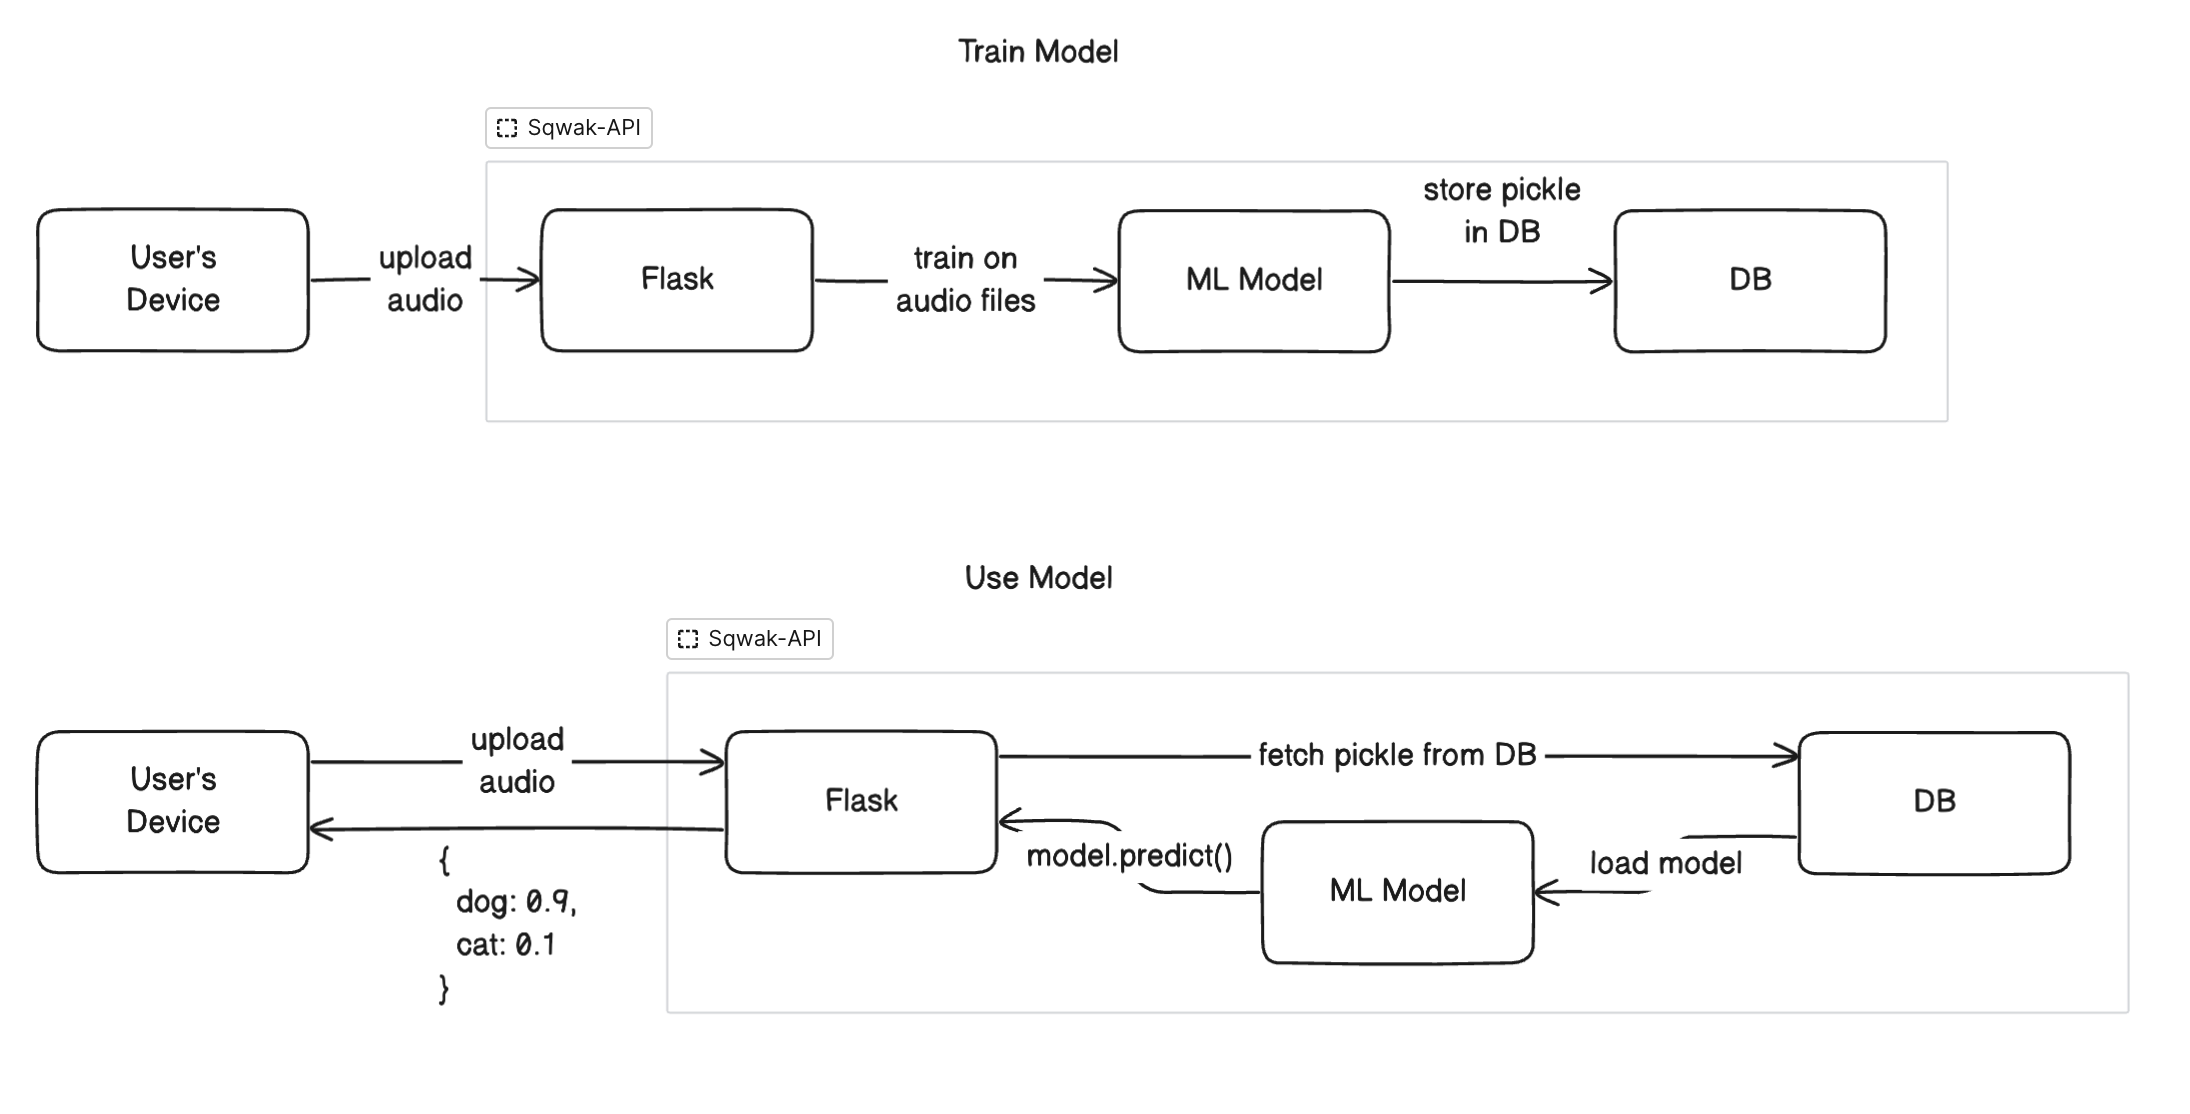 Train Model
Sqwak-API
User's
Device
upload
audio
Flask
train on
audio files
ML Model
store pickle
in DB
DB
Use Model
Sqwak-API
User's
Device
upload
audio
{
dog: 0.9,
cat: 0.1
}
Flask
fetch pickle from DB
DB
model.predict()
ML Model
load model